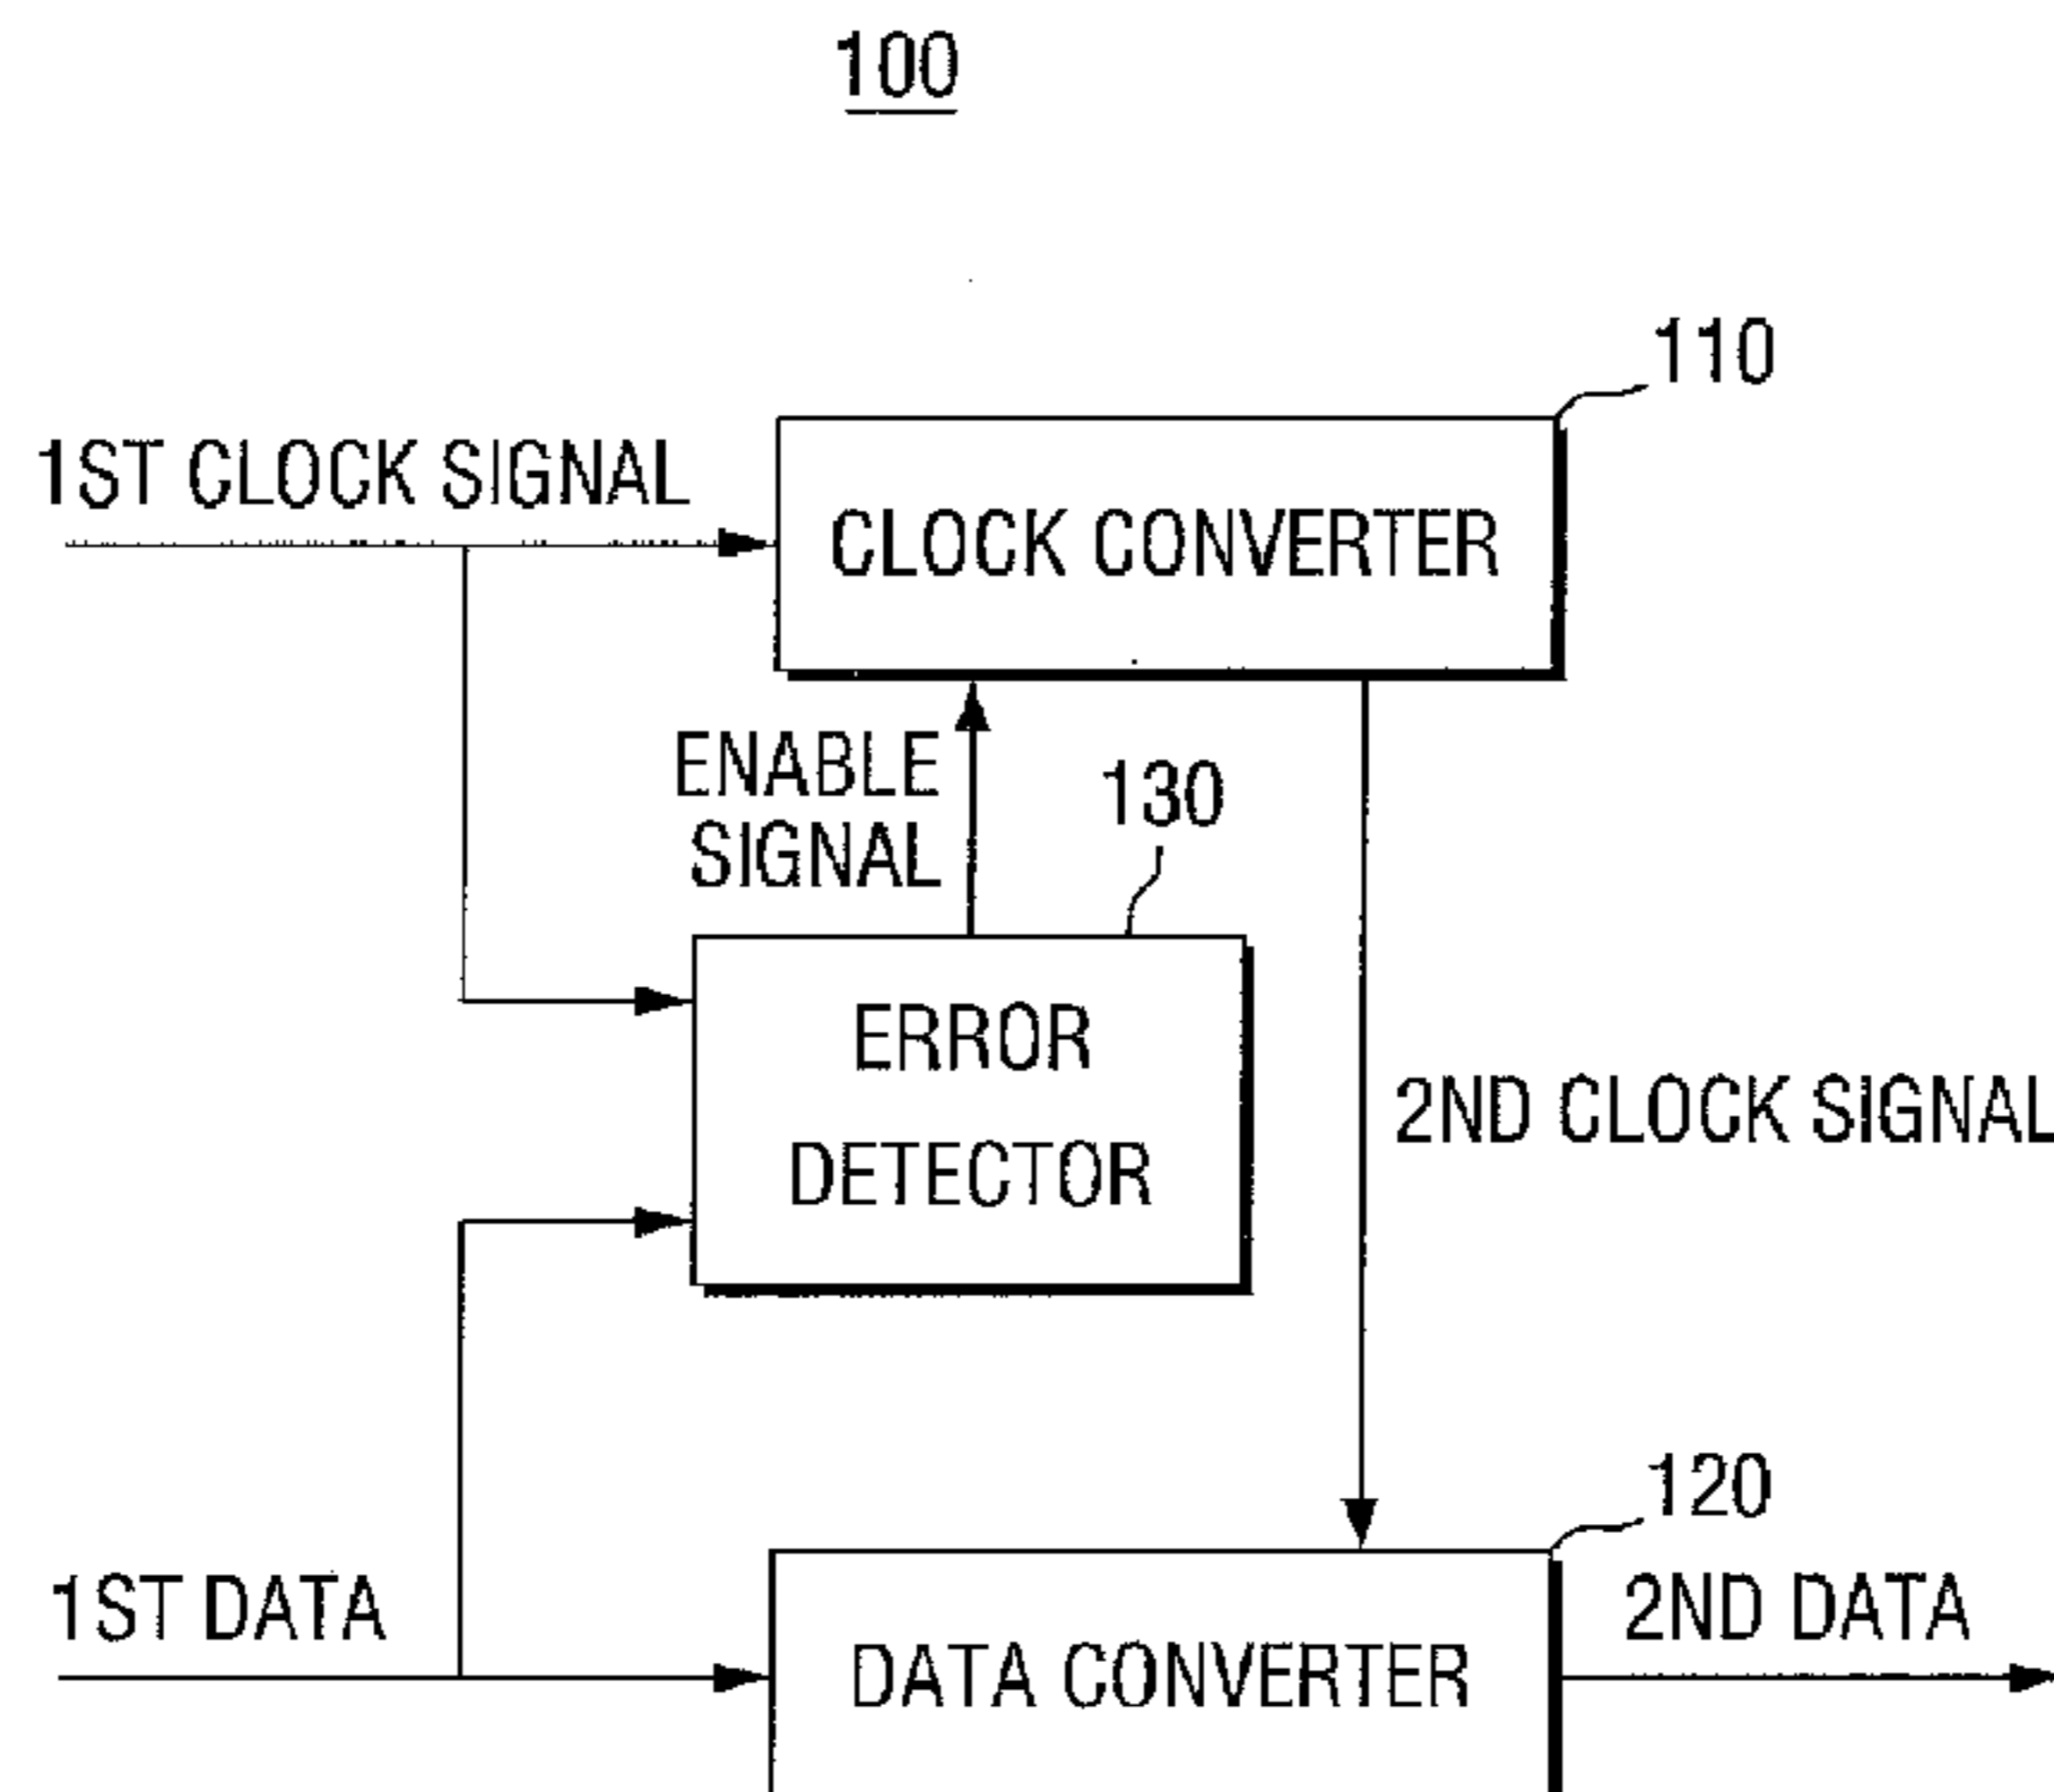 100
110
1ST CLOCK SIGNAL
CLOCK CONVERTER
ENABLE
SIGNAL
130
ERROR
DETECTOR
2ND CLOCK SIGNAL
120
1ST DATA
2ND DATA
DATA CONVERTER